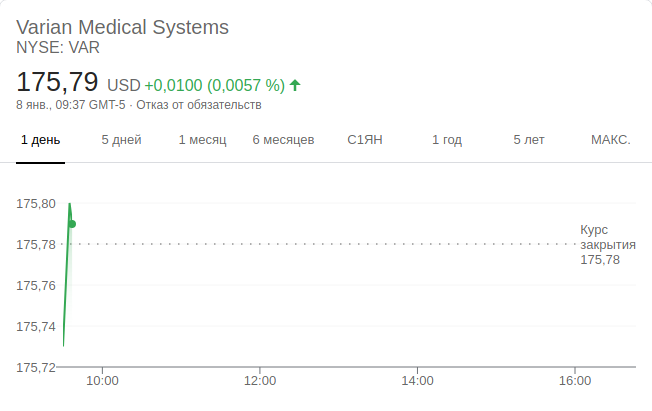 Varian Medical Systems
NYSE: VAR
175,79 USD +0,0100 (0,0057 %)
8 янв., 09:37 GMT-5 · Отказ от обязательств
1 день 5 дней 1 месяц 6 месяцев С1ЯН 1 год 5 лет МАКС.
175,80
Курс
175,78 закрытия
175,78
175,76
175,74
175,72
10:00 12:00 14:00 16:00